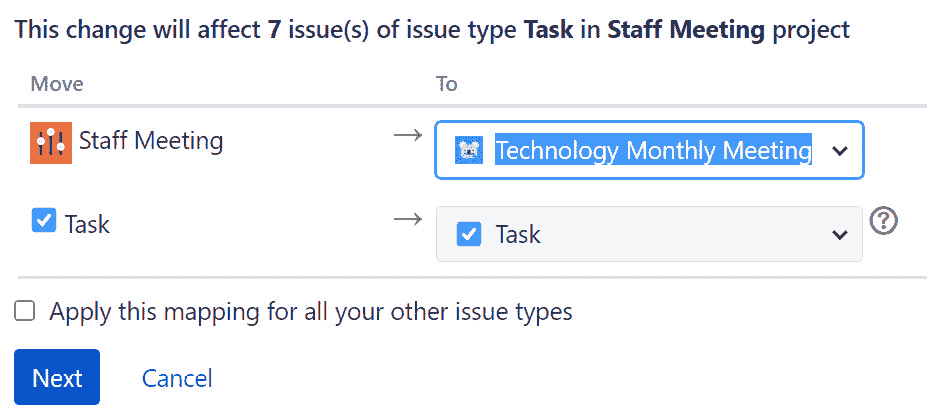 This change will affect 7 issue(s) of issue type Task in Staff Meeting project
Move To
Staff Meeting → Technology Monthly Meeting
Task → Task ?
Apply this mapping for all your other issue types
Next Cancel